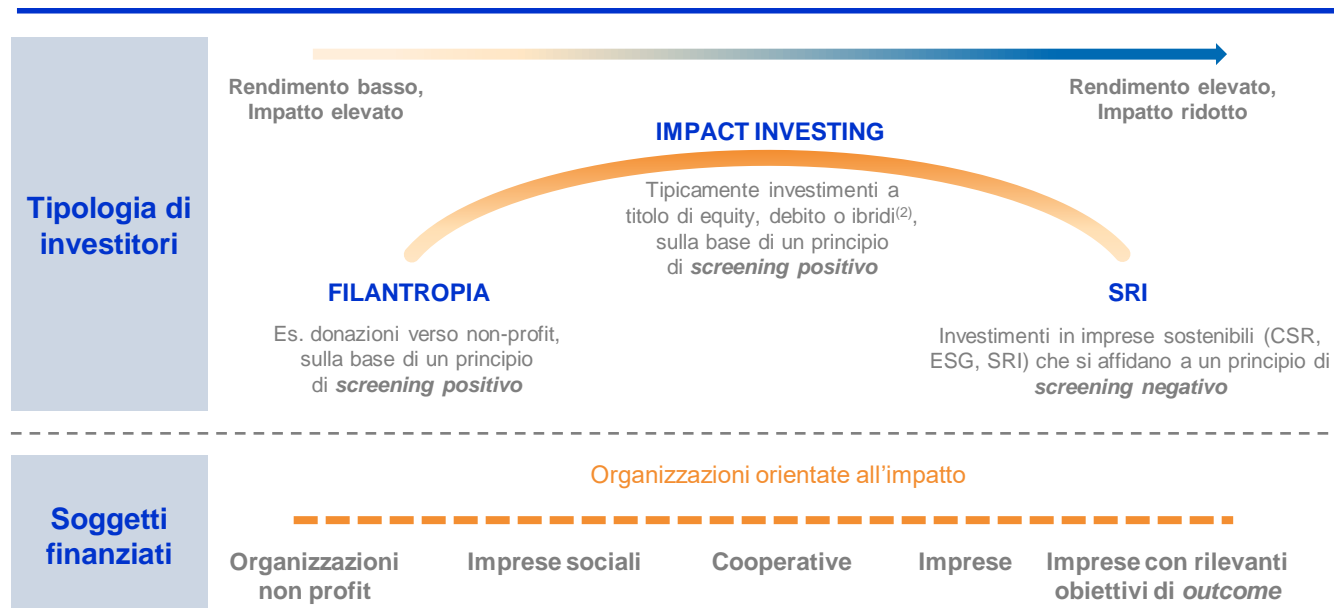 Rendimento basso,
Impatto elevato
Rendimento elevato,
Impatto ridotto
IMPACT INVESTING
Tipologia di
investitori
Tipicamente investimenti a
titolo di equity, debito o ibridi(2),
sulla base di un principio
di screening positivo
FILANTROPIA
Es. donazioni verso non-profit,
sulla base di un principio
di screening positivo
SRI
Investimenti in imprese sostenibili (CSR,
ESG, SRI) che si affidano a un principio di
screening negativo
Soggetti
finanziati
Organizzazioni orientate all'impatto
Organizzazioni
non profit
Imprese sociali
Cooperative
Imprese
Imprese con rilevanti
obiettivi di outcome